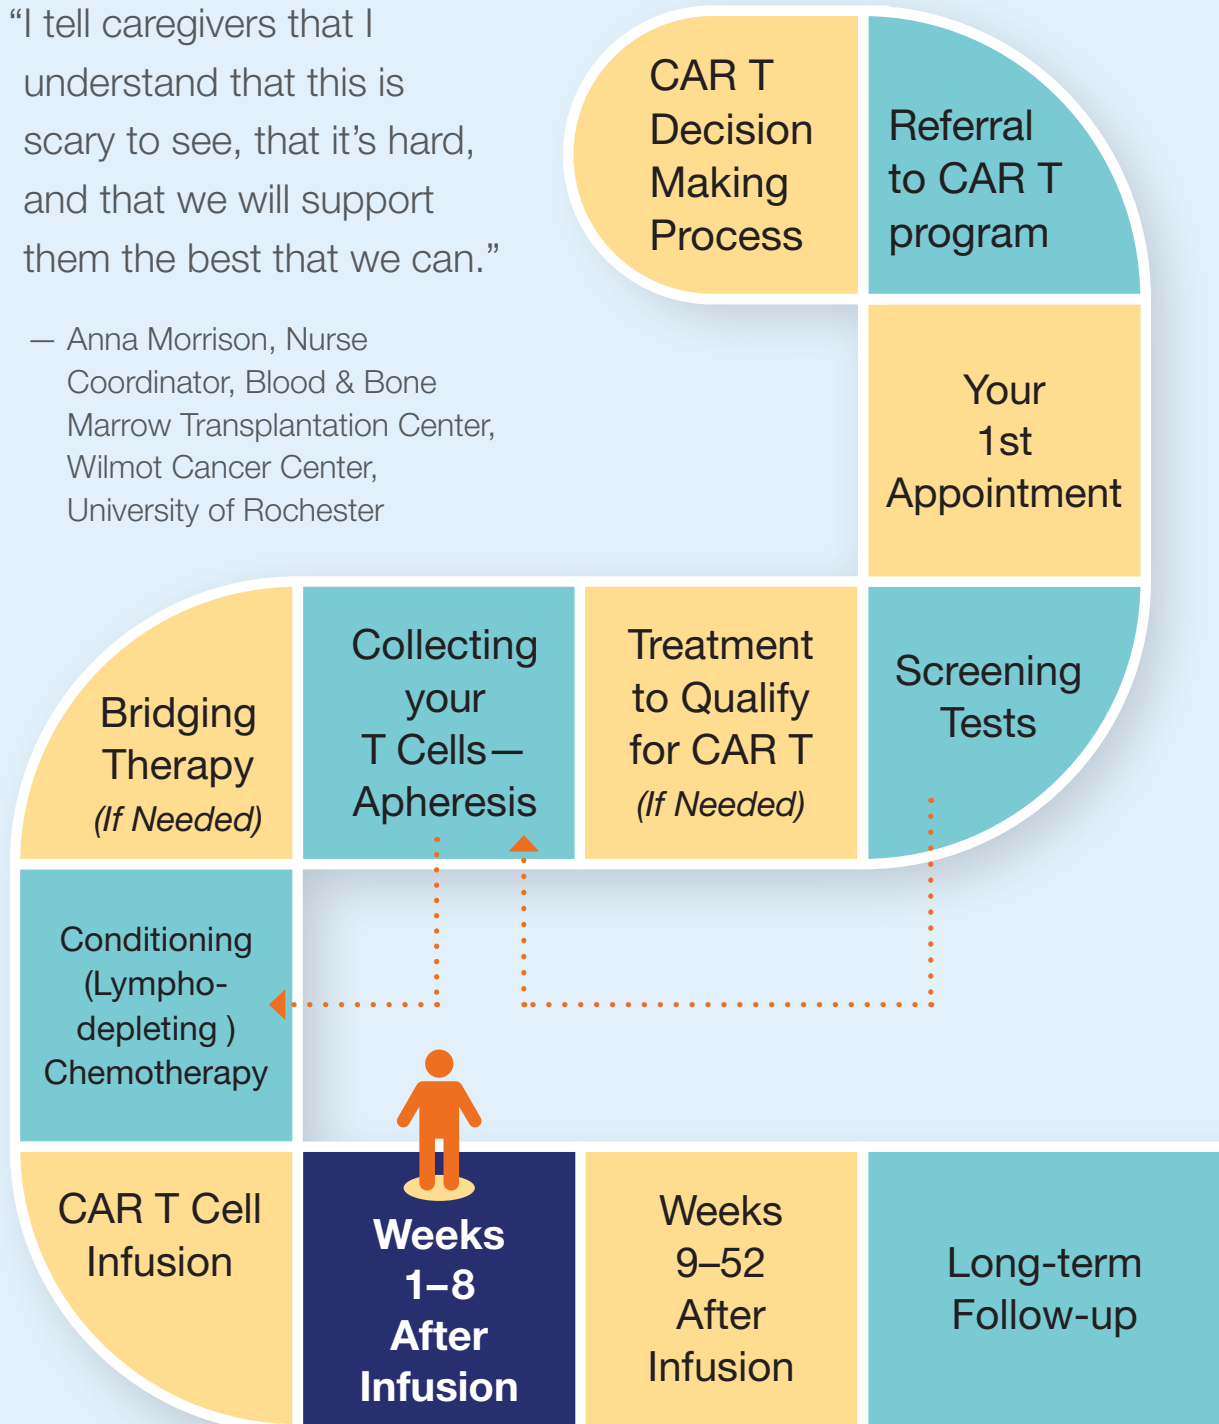 “I tell caregivers that I
understand that this is
scary to see, that it’s hard,
and that we will support
them the best that we can.”
— Anna Morrison, Nurse
Coordinator, Blood & Bone
Marrow Transplantation Center,
Wilmot Cancer Center,
University of Rochester
CAR T
Decision
Making
Process
Referral
to CAR T
program
Your
1st
Appointment
Screening
Tests
Treatment
to Qualify
for CAR T
(If Needed)
Collecting
your
T Cells—
Apheresis
Bridging
Therapy
(If Needed)
Conditioning
(Lympho-
depleting )
Chemotherapy
CAR T Cell
Infusion
Weeks
1–8
After
Infusion
Weeks
9–52
After
Infusion
Long-term
Follow-up